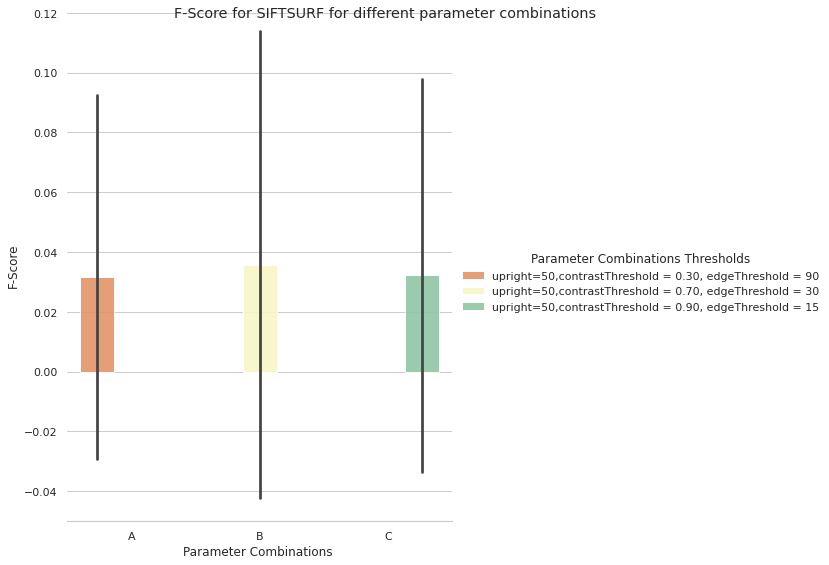 F-Score for SIFTSURF for different parameter combinations
0.12
0.10
0.08
0.06
0.04
0.02
0.00
−0.02
−0.04
F-Score
A B C
Parameter Combinations
Parameter Combinations Thresholds
upright=50,contrastThreshold = 0.30, edgeThreshold = 90
upright=50,contrastThreshold = 0.70, edgeThreshold = 30
upright=50,contrastThreshold = 0.90, edgeThreshold = 15